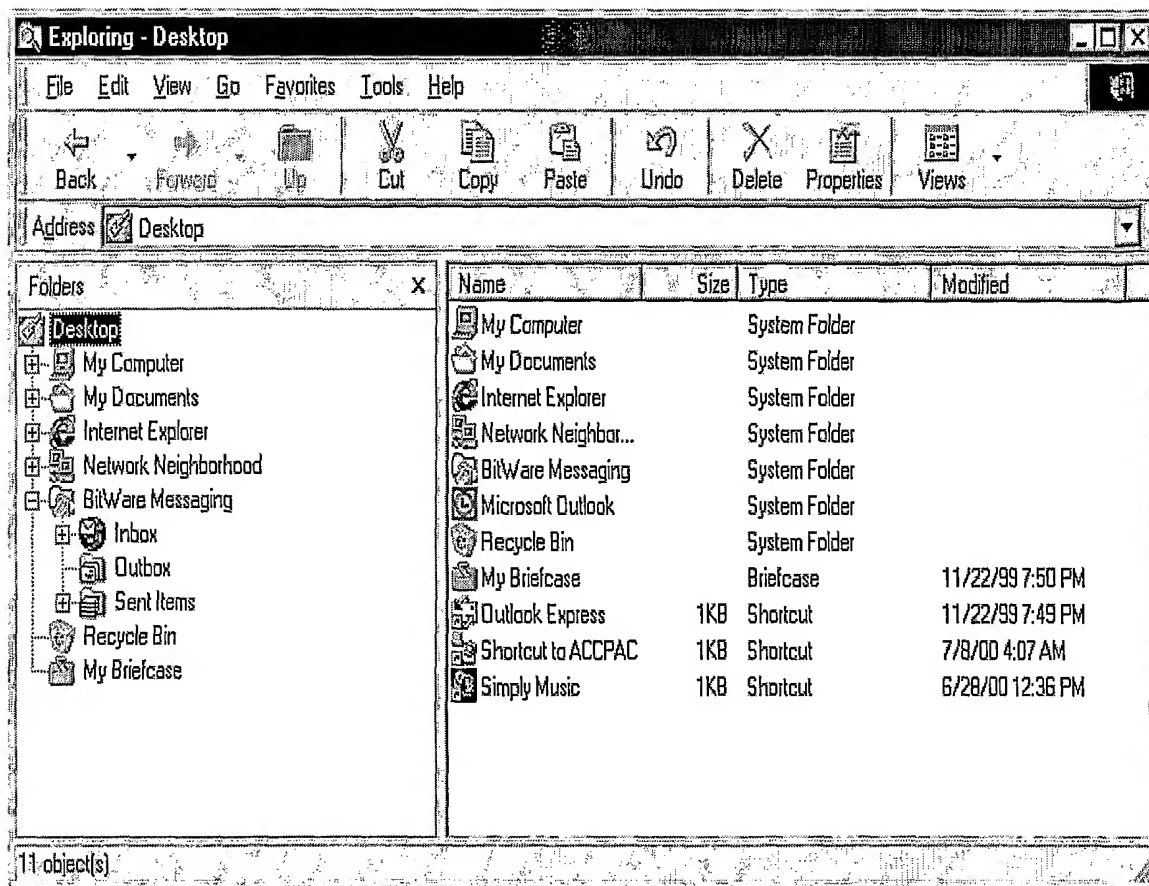 Exploring - Desktop
File Edit View Go Favorites Tools Help
Back Forward Up Cut Copy Paste Undo Delete Properties Views
Address Desktop
Folders x
Desktop
My Computer
My Documents
Internet Explorer
Network Neighborhood
BitWare Messaging
Inbox
Outbox
Sent Items
Recycle Bin
My Briefcase
Name Size Type Modified
My Computer System Folder
My Documents System Folder
Internet Explorer System Folder
Network Neighbor... System Folder
BitWare Messaging System Folder
Microsoft Outlook System Folder
Recycle Bin System Folder
My Briefcase Briefcase 11/22/99 7:50 PM
Outlook Express 1KB Shortcut 11/22/99 7:49 PM
Shortcut to ACCPAC 1KB Shortcut 7/8/00 4:07 AM
Simply Music 1KB Shortcut 6/28/00 12:36 PM
11 object(s)